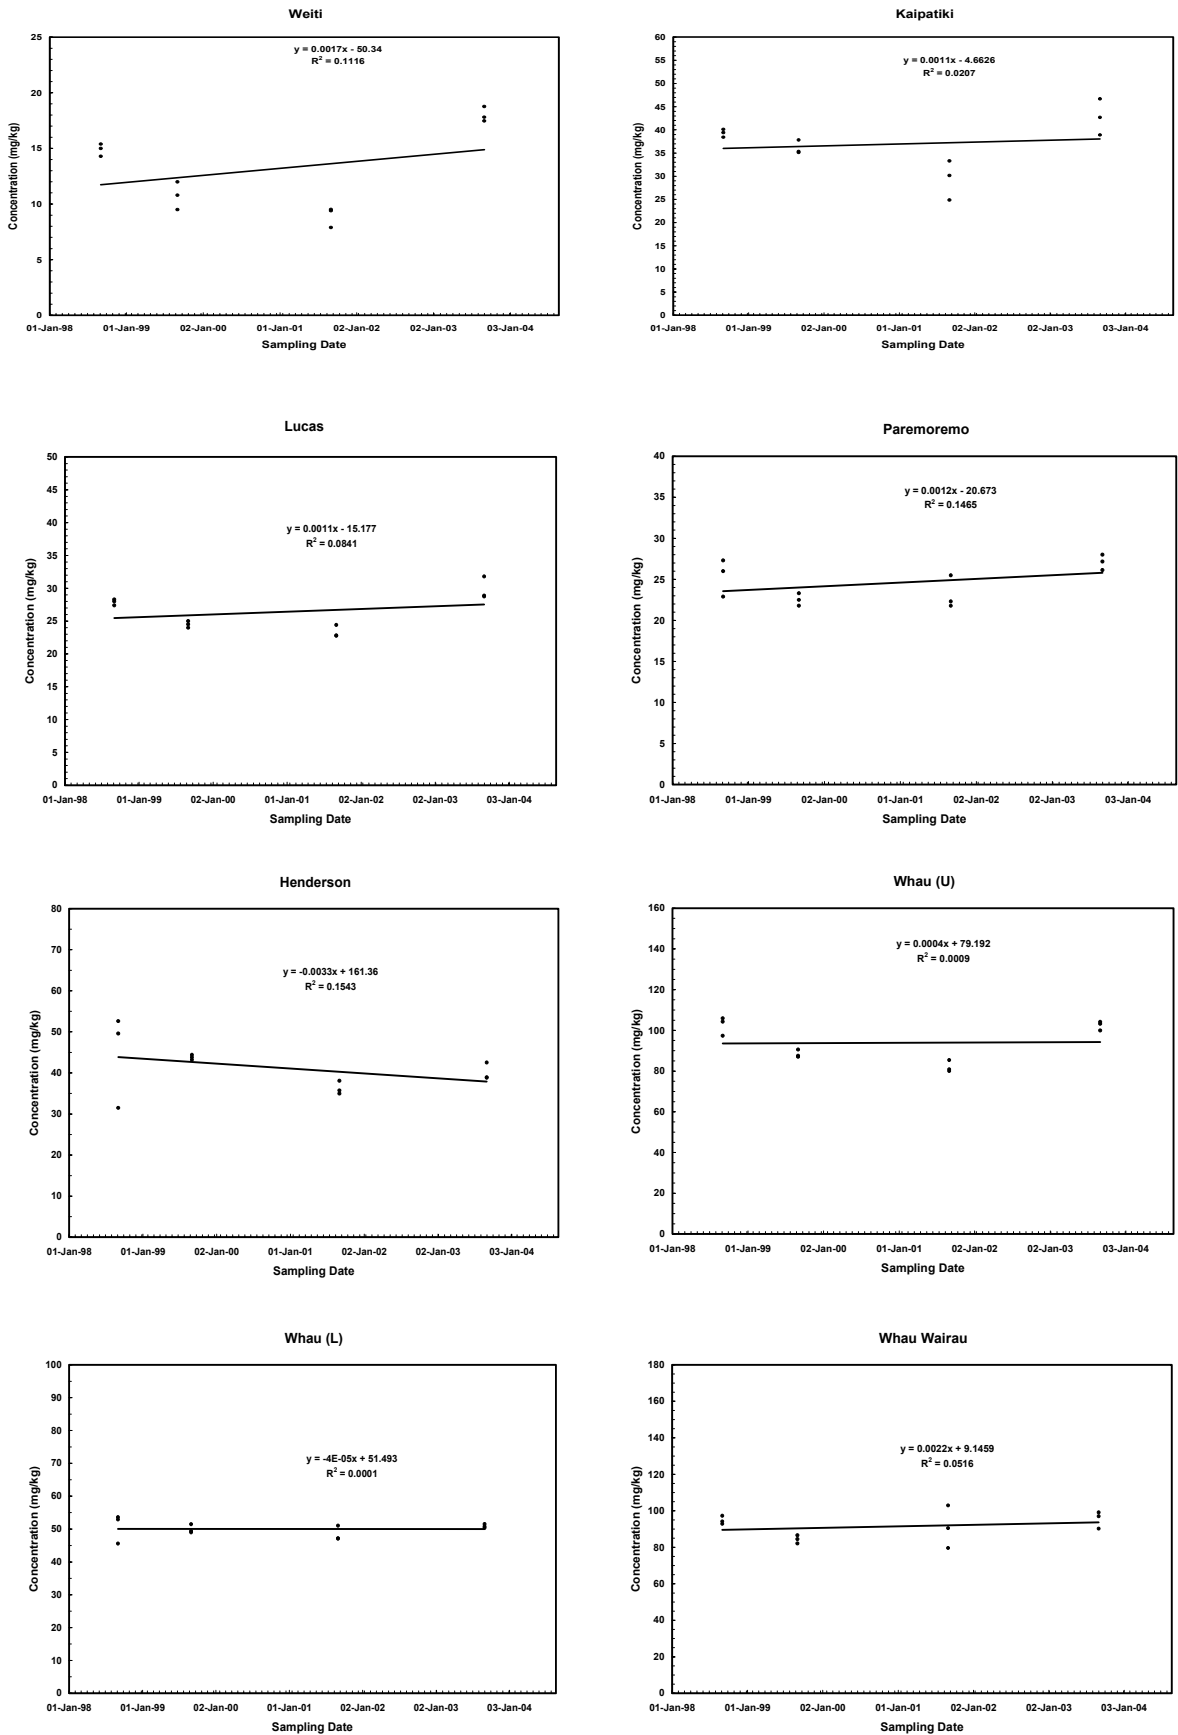 Weiti
y = 0.0017x - 50.34
R² = 0.1116
25
20
15
10
5
0
Concentration (mg/kg)
01-Jan-98 01-Jan-99 02-Jan-00 01-Jan-01 02-Jan-02 02-Jan-03 03-Jan-04
Sampling Date
Kaipatiki
y = 0.0011x - 4.6626
R² = 0.0207
60
55
50
45
40
35
30
25
20
15
10
5
0
Concentration (mg/kg)
01-Jan-98 01-Jan-99 02-Jan-00 01-Jan-01 02-Jan-02 02-Jan-03 03-Jan-04
Sampling Date
Lucas
y = 0.0011x - 15.177
R² = 0.0841
50
45
40
35
30
25
20
15
10
5
0
Concentration (mg/kg)
01-Jan-98 01-Jan-99 02-Jan-00 01-Jan-01 02-Jan-02 02-Jan-03 03-Jan-04
Sampling Date
Paremoremo
y = 0.0012x - 20.673
R² = 0.1465
40
35
30
25
20
15
10
5
0
Concentration (mg/kg)
01-Jan-98 01-Jan-99 02-Jan-00 01-Jan-01 02-Jan-02 02-Jan-03 03-Jan-04
Sampling Date
Henderson
y = -0.0033x + 161.36
R² = 0.1543
80
70
60
50
40
30
20
10
0
Concentration (mg/kg)
01-Jan-98 01-Jan-99 02-Jan-00 01-Jan-01 02-Jan-02 02-Jan-03 03-Jan-04
Sampling Date
Whau (U)
y = 0.0004x + 79.192
R² = 0.0009
160
140
120
100
80
60
40
20
0
Concentration (mg/kg)
01-Jan-98 01-Jan-99 02-Jan-00 01-Jan-01 02-Jan-02 02-Jan-03 03-Jan-04
Sampling Date
Whau (L)
y = -4E-05x + 51.493
R² = 0.0001
100
90
80
70
60
50
40
30
20
10
0
Concentration (mg/kg)
01-Jan-98 01-Jan-99 02-Jan-00 01-Jan-01 02-Jan-02 02-Jan-03 03-Jan-04
Sampling Date
Whau Wairau
y = 0.0022x + 9.1459
R² = 0.0516
180
160
140
120
100
80
60
40
20
0
Concentration (mg/kg)
01-Jan-98 01-Jan-99 02-Jan-00 01-Jan-01 02-Jan-02 02-Jan-03 03-Jan-04
Sampling Date